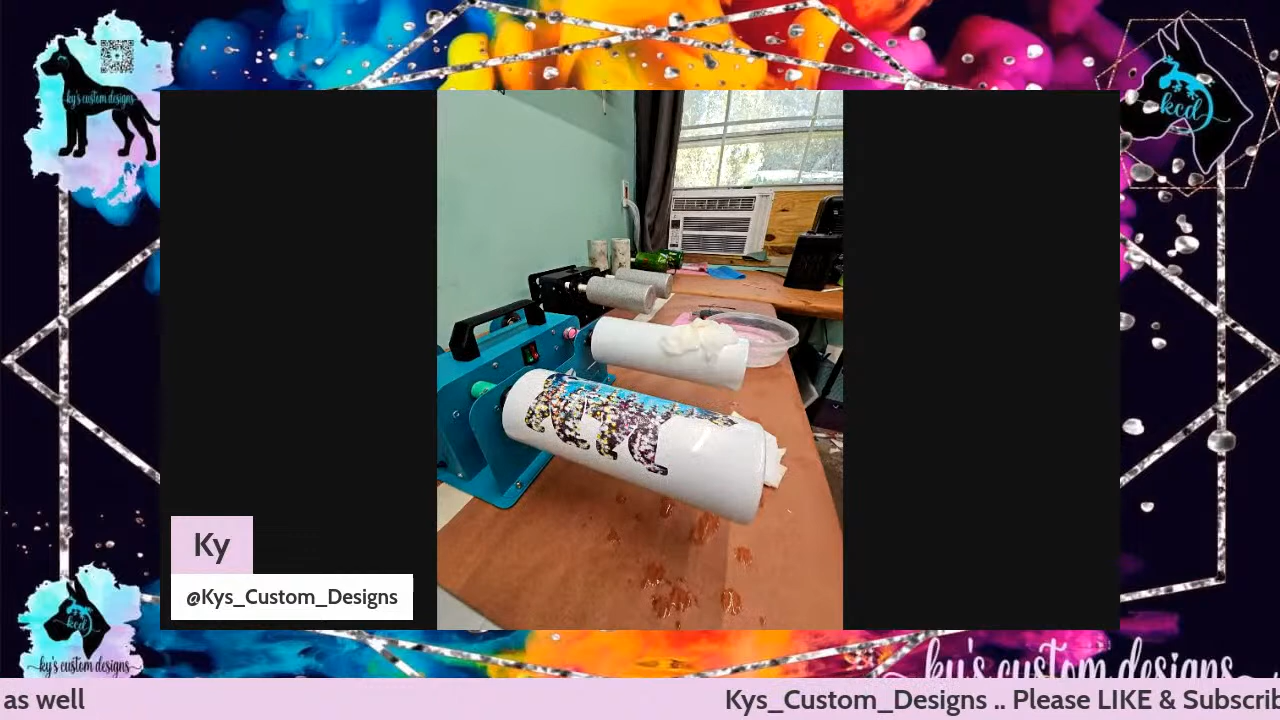 ky's custom designs
kcd
Ky
@Kys_Custom_Designs
kcd
ky's custom designs
ky's custom designs
as well
Kys_Custom_Designs .. Please LIKE & Subscrib